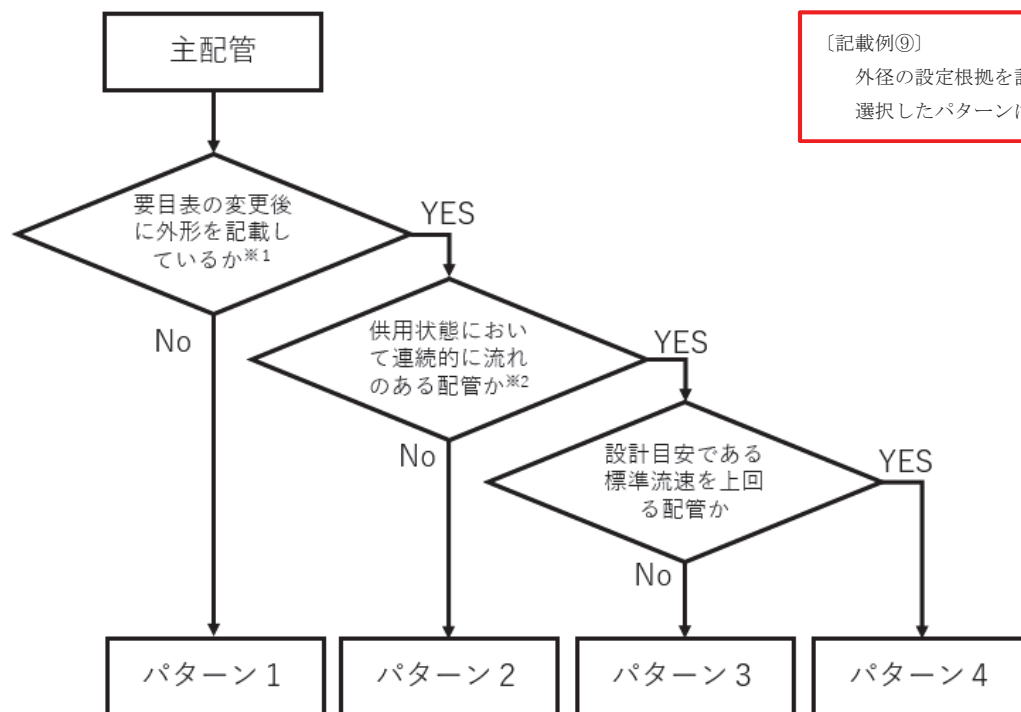 主配管
〔記載例⑨〕
外径の設定根拠を
選択したパターンに
要目表の変更後
に外形を記載し
ているか※1
YES
No
供用状態におい
て連続的に流れ
のある配管か※2
YES
No
設計目安である
標準流速を上回
る配管か
YES
No
パターン1
パターン2
パターン3
パターン4